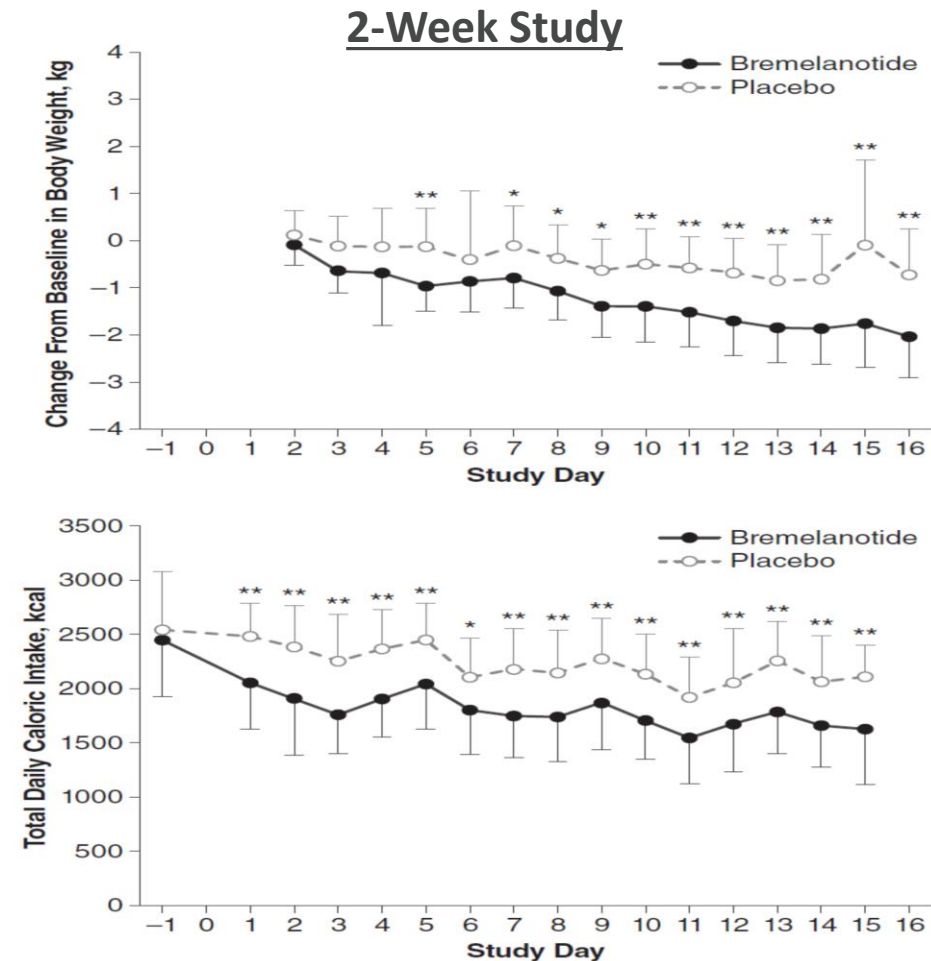 2-Week Study
Change From Baseline in Body Weight, kg
4
3
2
1
0
−1
−2
−3
−4
Bremelanotide
Placebo
** * * * ** ** ** ** ** ** **
−1 0 1 2 3 4 5 6 7 8 9 10 11 12 13 14 15 16
Study Day
Total Daily Caloric Intake, kcal
3500
3000
2500
2000
1500
1000
500
0
Bremelanotide
Placebo
** ** ** ** ** * ** ** ** ** ** ** ** ** **
−1 0 1 2 3 4 5 6 7 8 9 10 11 12 13 14 15 16
Study Day